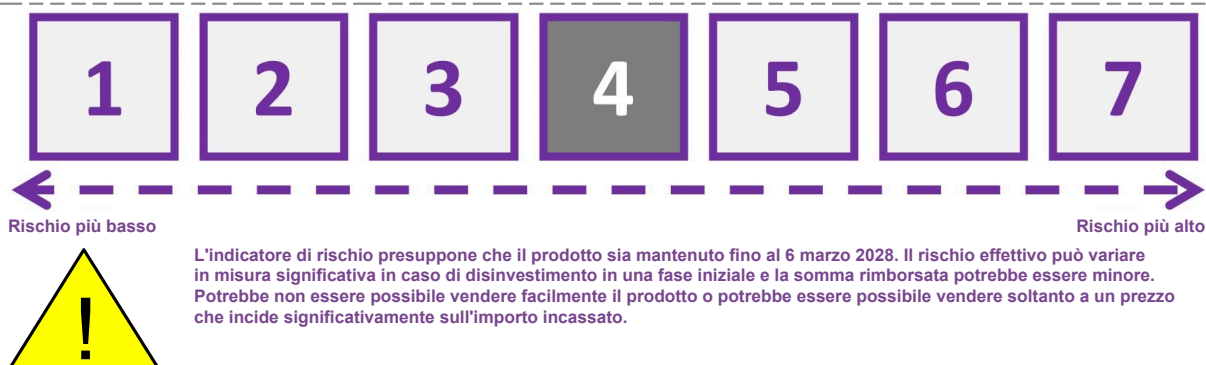 1 2 3 4 5 6 7
Rischio più basso Rischio più alto
L'indicatore di rischio presuppone che il prodotto sia mantenuto fino al 6 marzo 2028. Il rischio effettivo può variare
in misura significativa in caso di disinvestimento in una fase iniziale e la somma rimborsata potrebbe essere minore.
Potrebbe non essere possibile vendere facilmente il prodotto o potrebbe essere possibile vendere soltanto a un prezzo
che incide significativamente sull'importo incassato.
!